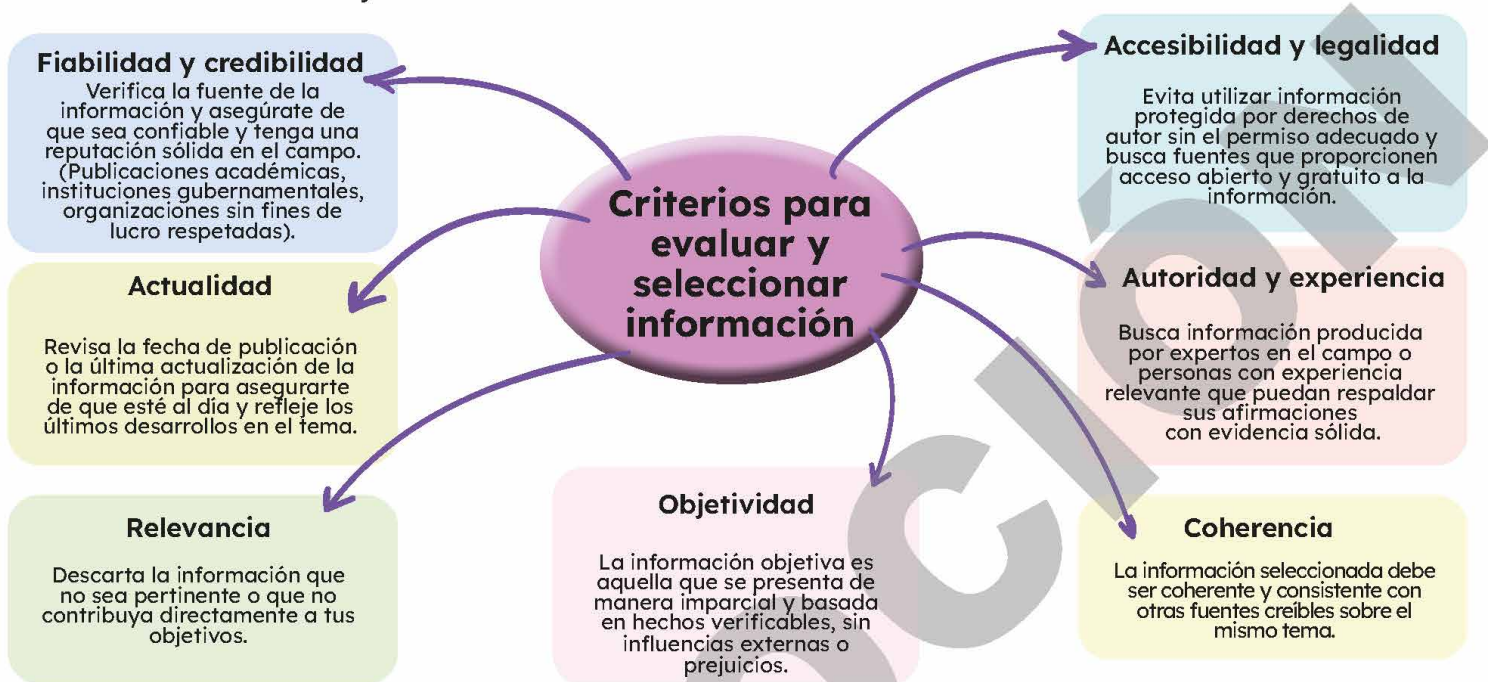 Criterios para
evaluar y
seleccionar
información
Fiabilidad y credibilidad
Verifica la fuente de la
información y asegúrate de
que sea confiable y tenga una
reputación sólida en el campo.
(Publicaciones académicas,
instituciones gubernamentales,
organizaciones sin fines de
lucro respetadas).
Actualidad
Revisa la fecha de publicación
o la última actualización de la
información para asegurarte
de que esté al día y refleje los
últimos desarrollos en el tema.
Relevancia
Descarta la información que
no sea pertinente o que no
contribuya directamente a tus
objetivos.
Objetividad
La información objetiva es
aquella que se presenta de
manera imparcial y basada
en hechos verificables, sin
influencias externas o
prejuicios.
Accesibilidad y legalidad
Evita utilizar información
protegida por derechos de
autor sin el permiso adecuado y
busca fuentes que proporcionen
acceso abierto y gratuito a la
información.
Autoridad y experiencia
Busca información producida
por expertos en el campo o
personas con experiencia
relevante que puedan respaldar
sus afirmaciones
con evidencia sólida.
Coherencia
La información seleccionada debe
ser coherente y consistente con
otras fuentes creíbles sobre el
mismo tema.